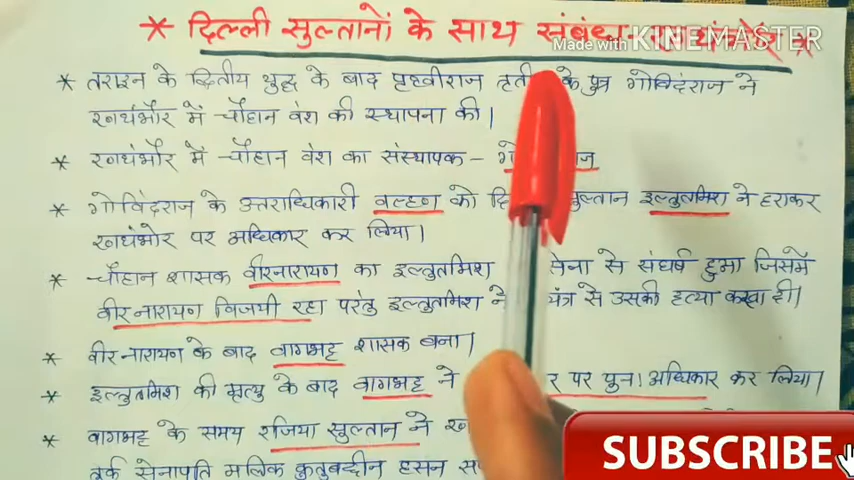 * दिल्ली सुल्तानों के साथ संबंध *
Made with KINEMASTER
* तराइन के द्वितीय युद्ध के बाद पृथ्वीराज के पुत्र गोविंदराज ने
रणथंभौर में चौहान वंश की स्थापना की।
* रणथंभौर में चौहान वंश का संस्थापक -
* गोविंदराज के उत्तराधिकारी वल्हण को इल्तुतमिश ने हराकर
रणथंभोर पर अधिकार कर लिया।
* चौहान शासक वीरनारायण का इल्तुतमिश सेना से संघर्ष हुआ जिसमें
वीरनारायण विजयी रहा परंतु इल्तुतमिश ने से उसकी हत्या करवा दी।
* वीरनारायण के बाद वागभट्ट शासक बना।
* इल्तुतमिश की मृत्यु के बाद वागभट्ट ने पर पुनः अधिकार कर लिया।
* वागभट्ट के समय रजिया सुल्तान ने
तुर्क सेनापति मलिक कुतुबद्दीन हसन
SUBSCRIBE